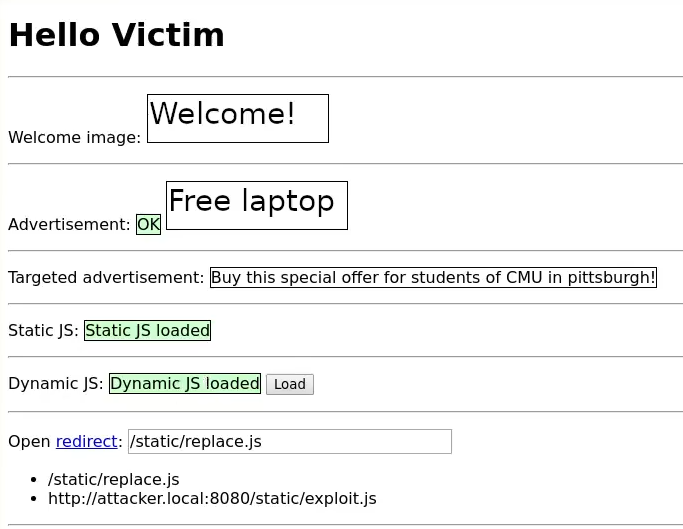 Hello Victim
Welcome image: Welcome!
Advertisement: OK Free laptop
Targeted advertisement: Buy this special offer for students of CMU in pittsburgh!
Static JS: Static JS loaded
Dynamic JS: Dynamic JS loaded Load
Open redirect: /static/replace.js
• /static/replace.js
• http://attacker.local:8080/static/exploit.js